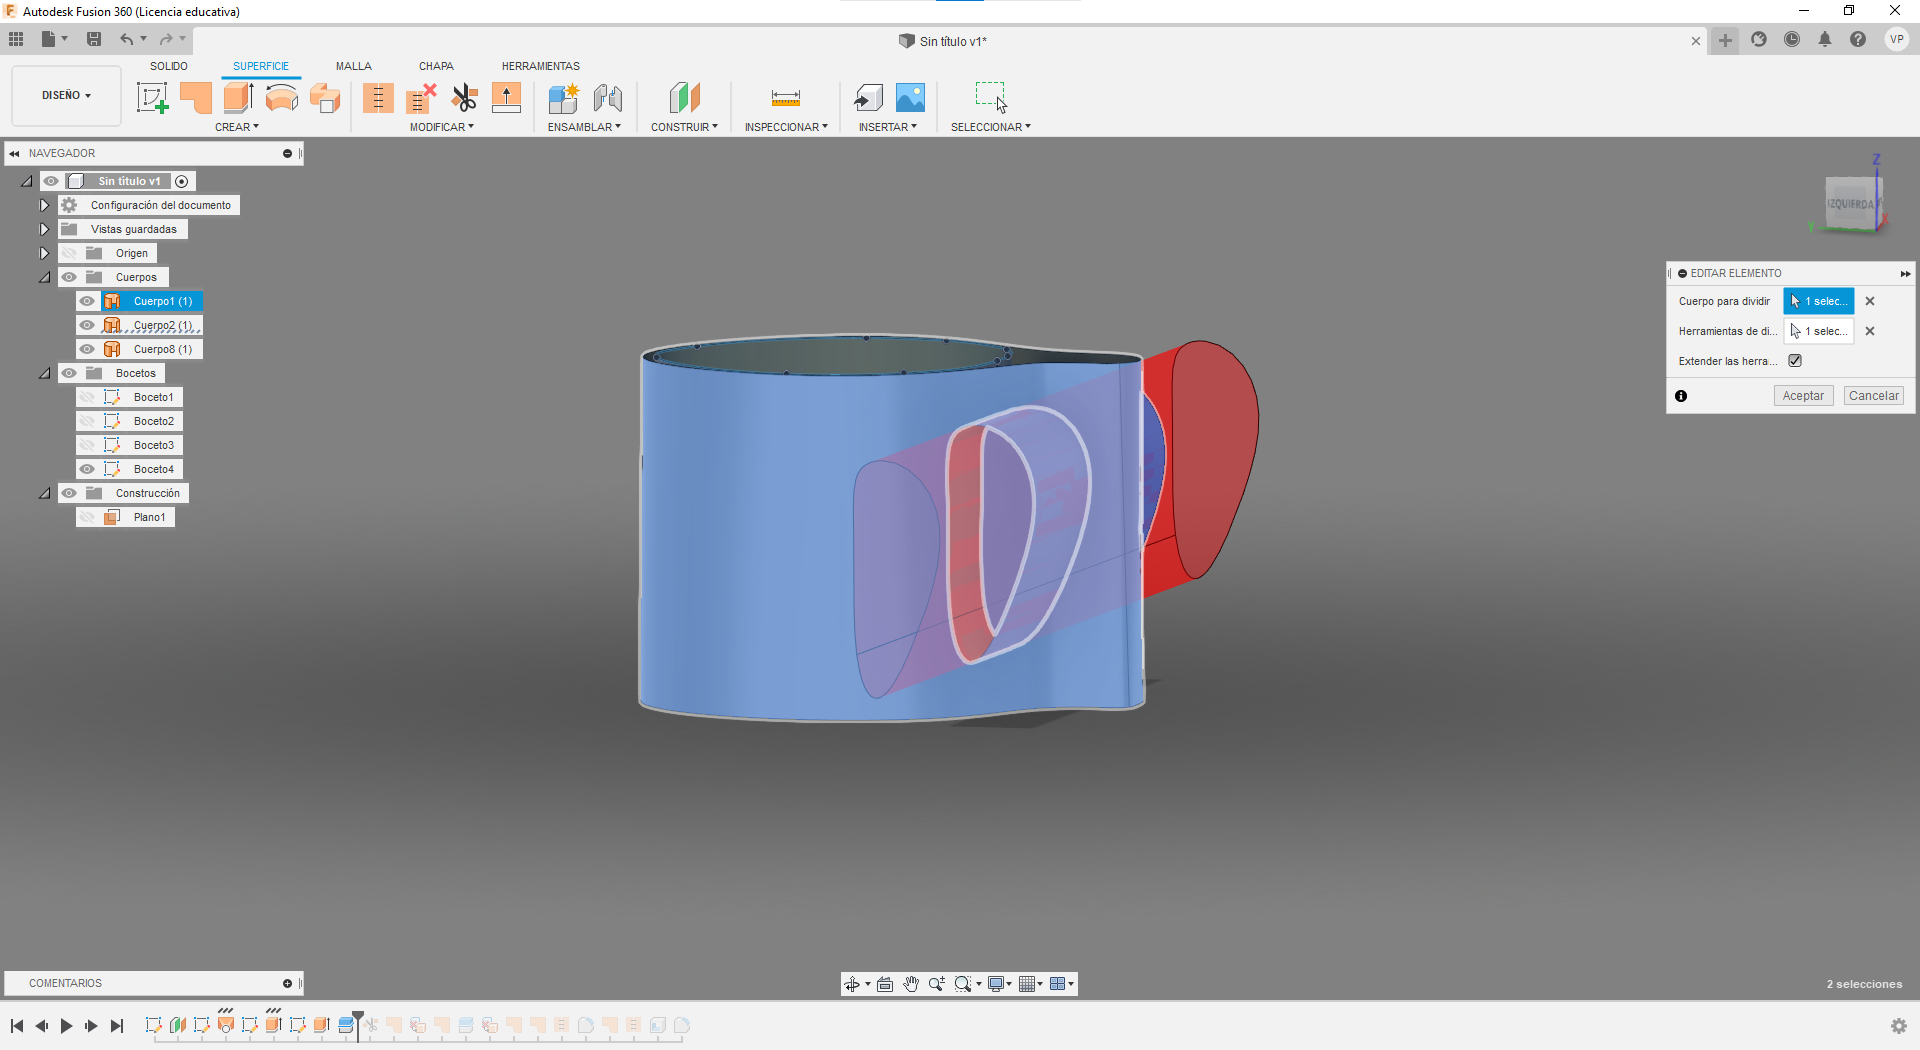 Autodesk Fusion 360 (Licencia educativa)
Sin título v1*
VP
DISEÑO
SOLIDO
SUPERFICIE
MALLA
CHAPA
HERRAMIENTAS
CREAR
MODIFICAR
ENSAMBLAR
CONSTRUIR
INSPECCIONAR
INSERTAR
SELECCIONAR
NAVEGADOR
Sin título v1
Configuración del documento
Vistas guardadas
Origen
Cuerpos
Cuerpo1 (1)
Cuerpo2 (1)
Cuerpo8 (1)
Bocetos
Boceto1
Boceto2
Boceto3
Boceto4
Construcción
Plano1
Z
IZQUIERDA
Y
X
EDITAR ELEMENTO
Cuerpo para dividir
1 selec...
Herramientas de di...
1 selec...
Extender las herra...
Aceptar
Cancelar
COMENTARIOS
2 selecciones